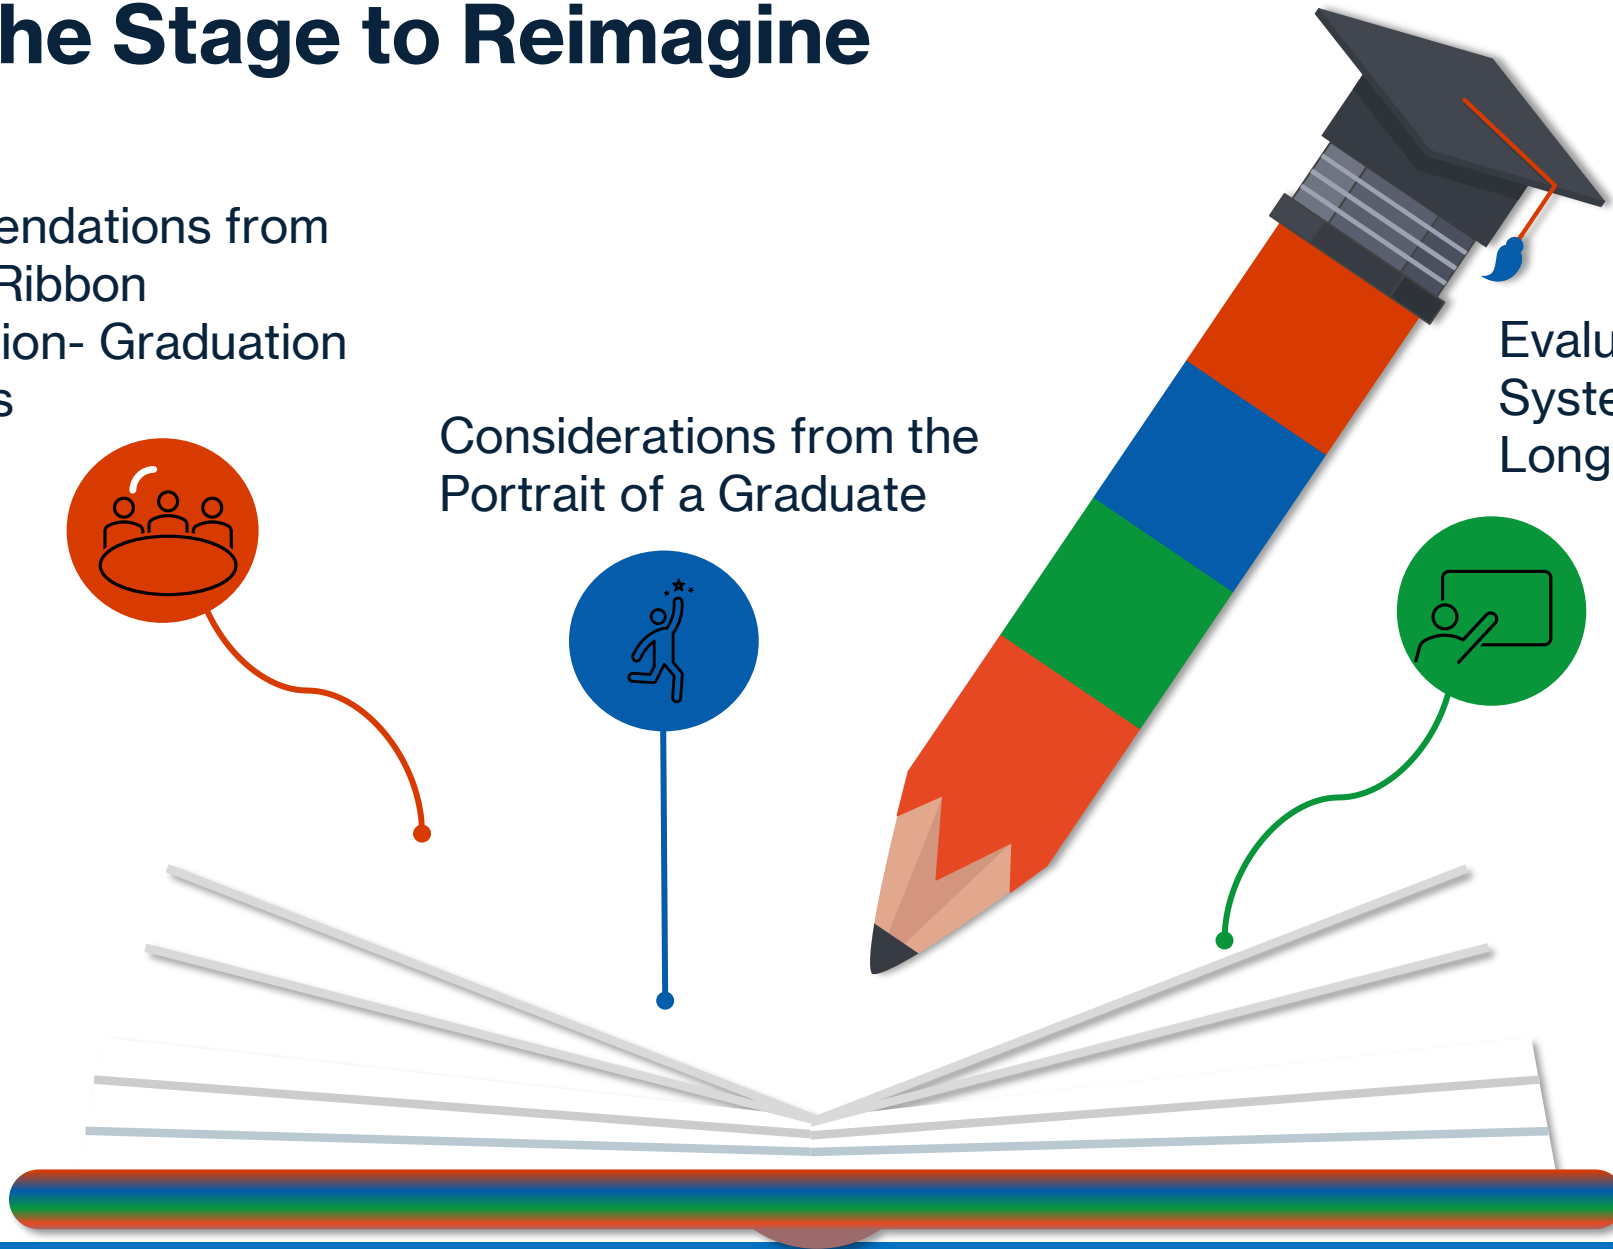 he Stage to Reimagine
endations from
Ribbon
ion- Graduation
s
Considerations from the
Portrait of a Graduate
Evalu
Syste
Long